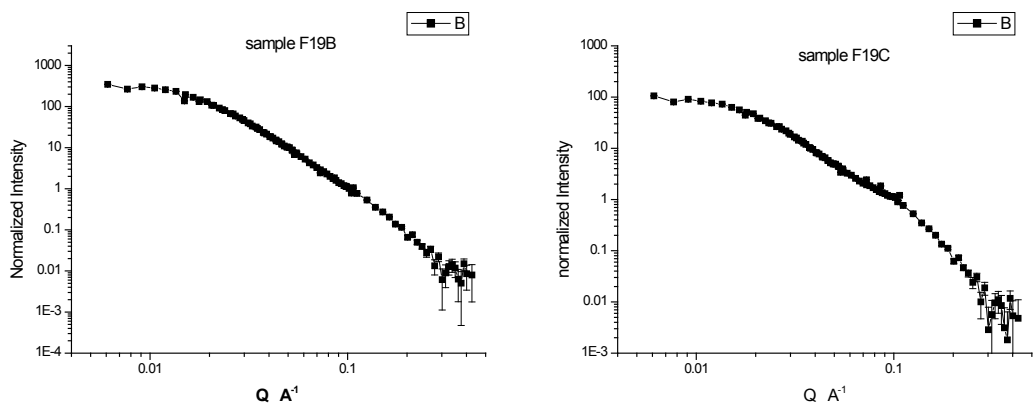 B
sample F19B
1000
100
10
1
0.1
0.01
1E-3
1E-4
Normalized Intensity
0.01
0.1
Q A-1
B
sample F19C
1000
100
10
1
0.1
0.01
1E-3
normalized Intensity
0.01
0.1
Q A-1